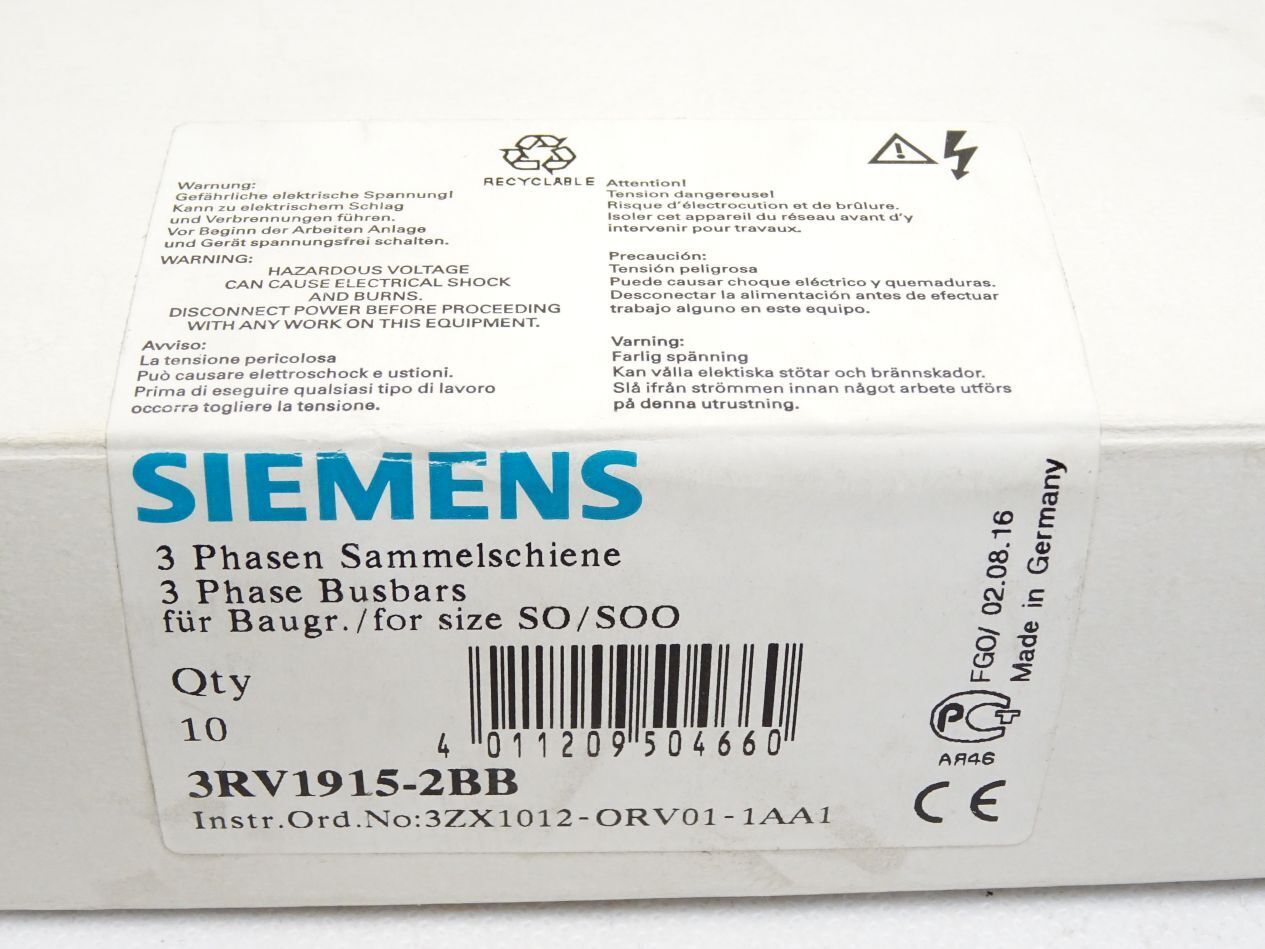 RECYCLABLE
Warnung:
Gefährliche elektrische Spannung!
Kann zu elektrischem Schlag
und Verbrennungen führen.
Vor Beginn der Arbeiten Anlage
und Gerät spannungsfrei schalten.
WARNING:
HAZARDOUS VOLTAGE
CAN CAUSE ELECTRICAL SHOCK
AND BURNS.
DISCONNECT POWER BEFORE PROCEEDING
WITH ANY WORK ON THIS EQUIPMENT.
Avviso:
La tensione pericolosa
Può causare elettroschock e ustioni.
Prima di eseguire qualsiasi tipo di lavoro
occorra togliere la tensione.
Attention!
Tension dangereuse!
Risque d'électrocution et de brûlure.
Isoler cet appareil du réseau avant d'y
intervenir pour travaux.
Precaución:
Tensión peligrosa
Puede causar choque eléctrico y quemaduras.
Desconectar la alimentación antes de efectuar
trabajo alguno en este equipo.
Varning:
Farlig spänning
Kan vålla elektiska stötar och brännskador.
Slå ifrån strömmen innan något arbete utförs
på denna utrustning.
SIEMENS
3 Phasen Sammelschiene
3 Phase Busbars
für Baugr./for size SO/SOO
Qty
10
4 011209 504660
3RV1915-2BB
Instr.Ord.No:3ZX1012-ORV01-1AA1
FGO/ 02.08.16
Made in Germany
РСТ
АЯ46
CE